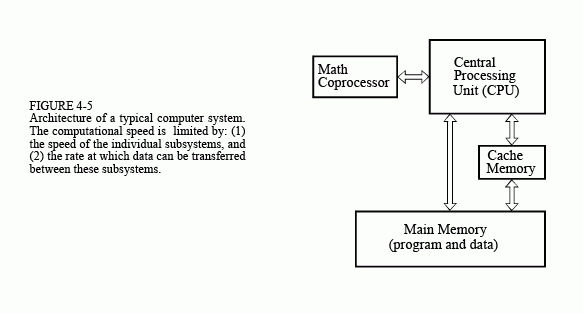 FIGURE 4-5
Architecture of a typical computer system.
The computational speed is limited by: (1)
the speed of the individual subsystems, and
(2) the rate at which data can be transferred
between these subsystems.
Math
Coprocessor
Central
Processing
Unit (CPU)
Cache
Memory
Main Memory
(program and data)